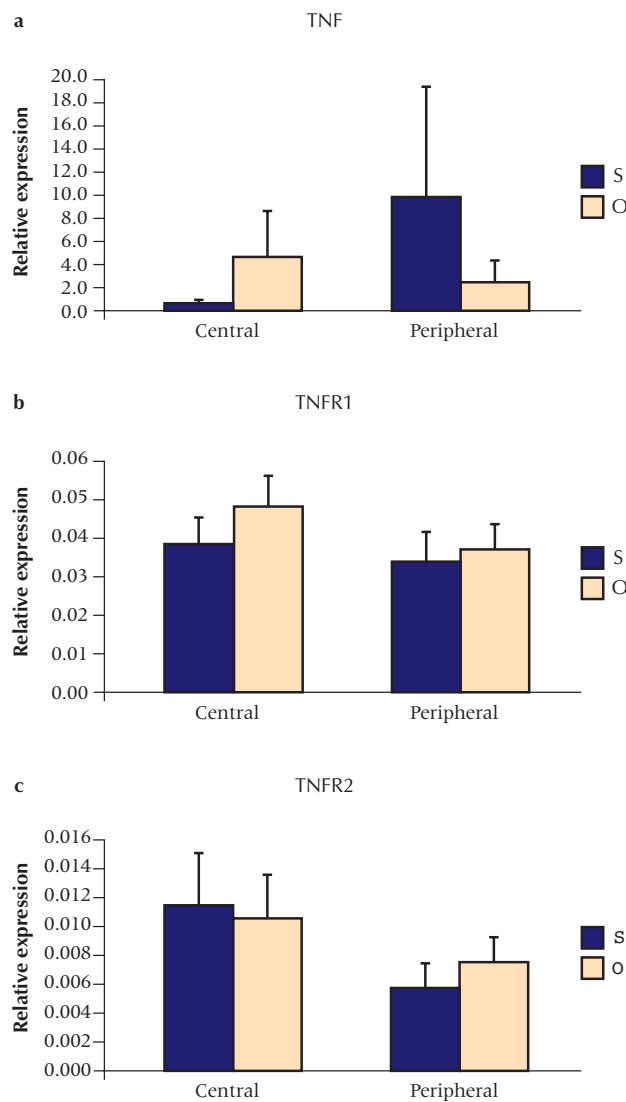 a
TNF
Relative expression
20.0
18.0
16.0
14.0
12.0
10.0
8.0
6.0
4.0
2.0
0.0
Central
Peripheral
S
O
b
TNFR1
Relative expression
0.06
0.05
0.04
0.03
0.02
0.01
0.00
Central
Peripheral
S
O
c
TNFR2
Relative expression
0.016
0.014
0.012
0.010
0.008
0.006
0.004
0.002
0.000
Central
Peripheral
S
O